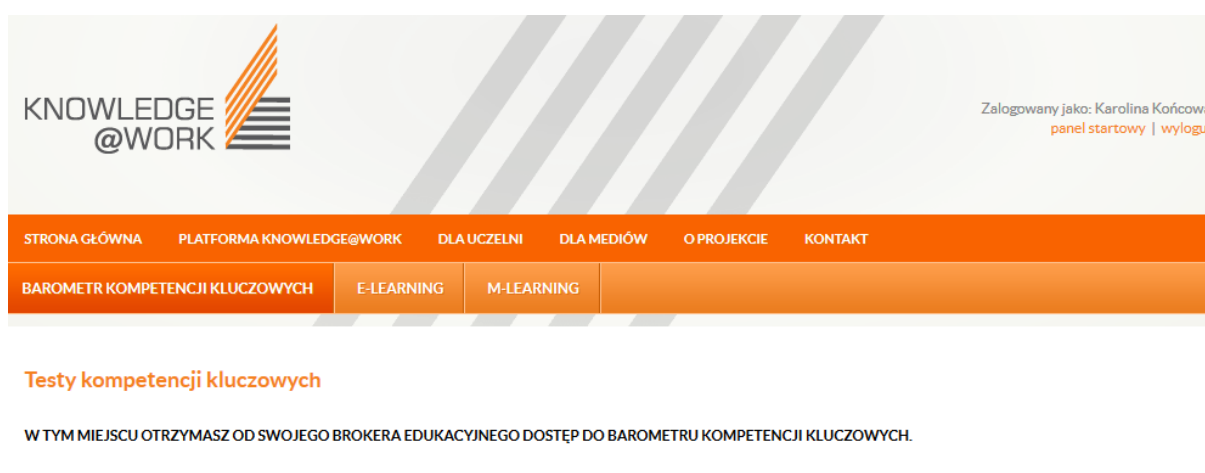 KNOWLEDGE
@WORK
Zalogowany jako: Karolina Końcowa
panel startowy | wylogu
STRONA GŁÓWNA PLATFORMA KNOWLEDGE@WORK DLA UCZELNI DLA MEDIÓW O PROJEKCIE KONTAKT
BAROMETR KOMPETENCJI KLUCZOWYCH E-LEARNING M-LEARNING
Testy kompetencji kluczowych
W TYM MIEJSCU OTRZYMASZ OD SWOJEGO BROKERA EDUKACYJNEGO DOSTĘP DO BAROMETRU KOMPETENCJI KLUCZOWYCH.